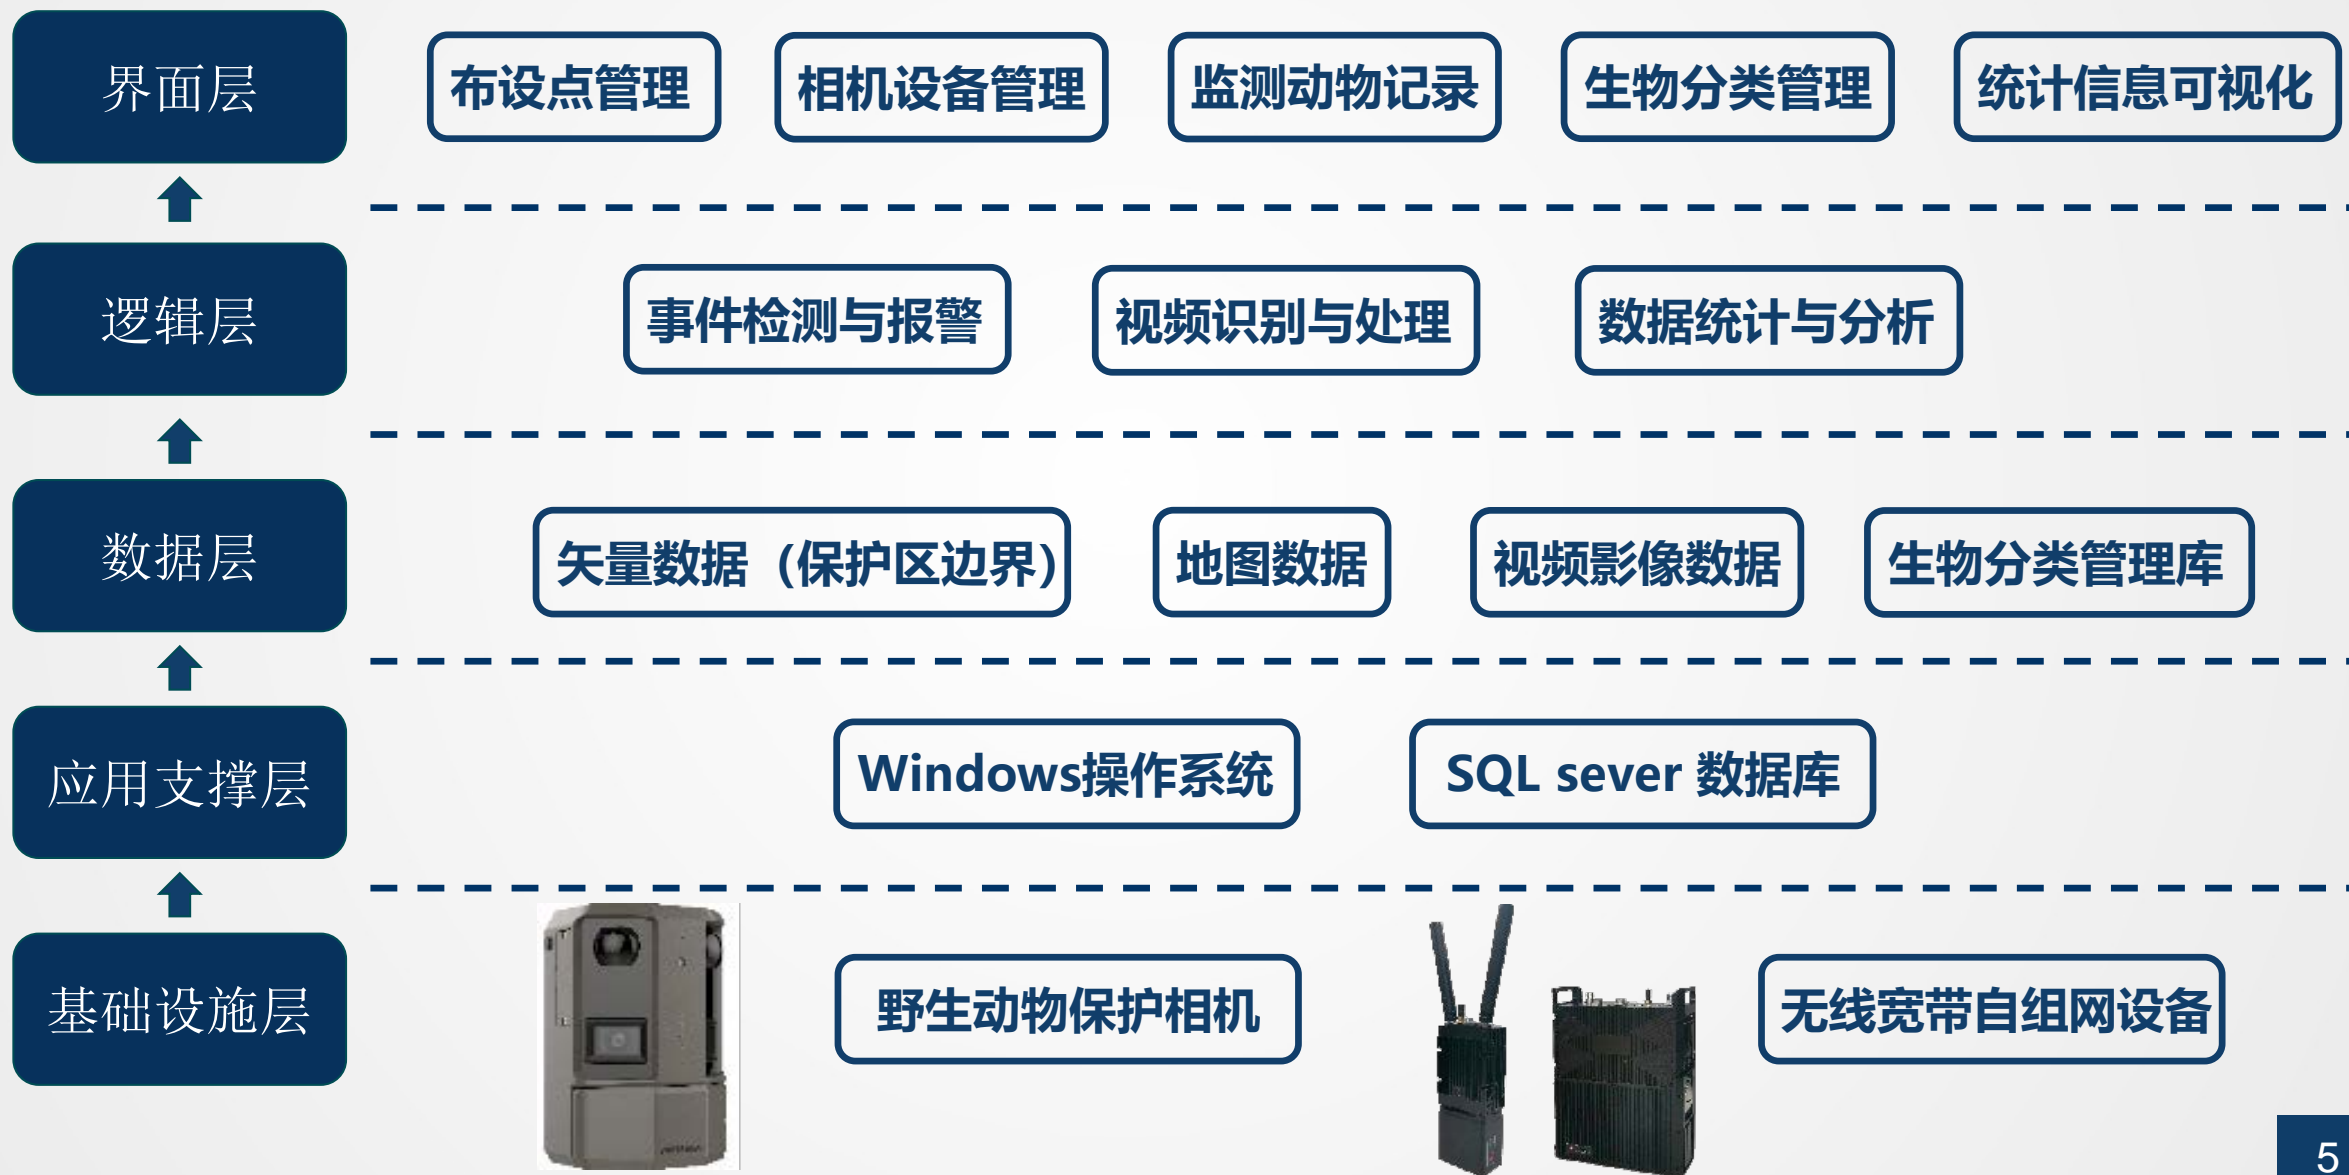 界面层
布设点管理
相机设备管理
监测动物记录
生物分类管理
统计信息可视化
逻辑层
事件检测与报警
视频识别与处理
数据统计与分析
数据层
矢量数据（保护区边界）
地图数据
视频影像数据
生物分类管理库
应用支撑层
Windows操作系统
SQL sever 数据库
基础设施层
野生动物保护相机
无线宽带自组网设备
5